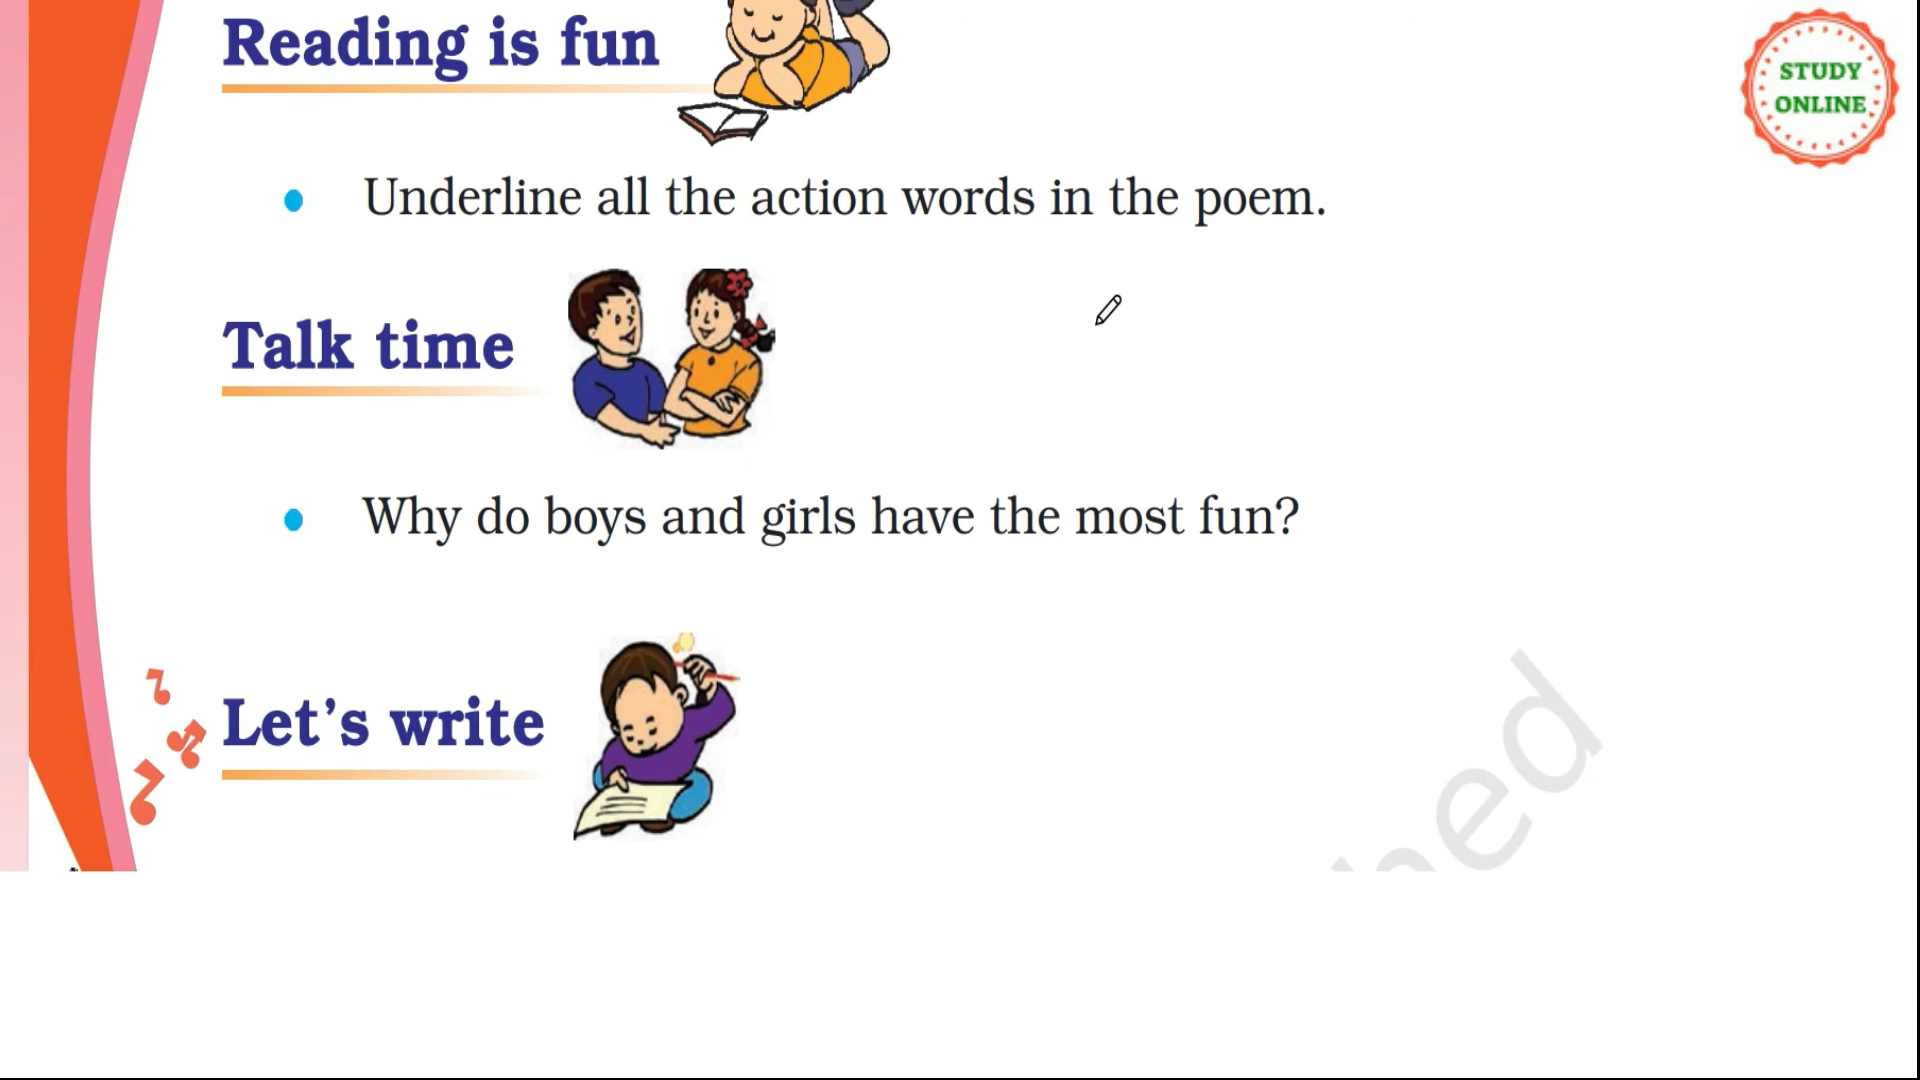 Reading is fun
STUDY
ONLINE
Underline all the action words in the poem.
Talk time
Why do boys and girls have the most fun?
Let’s write